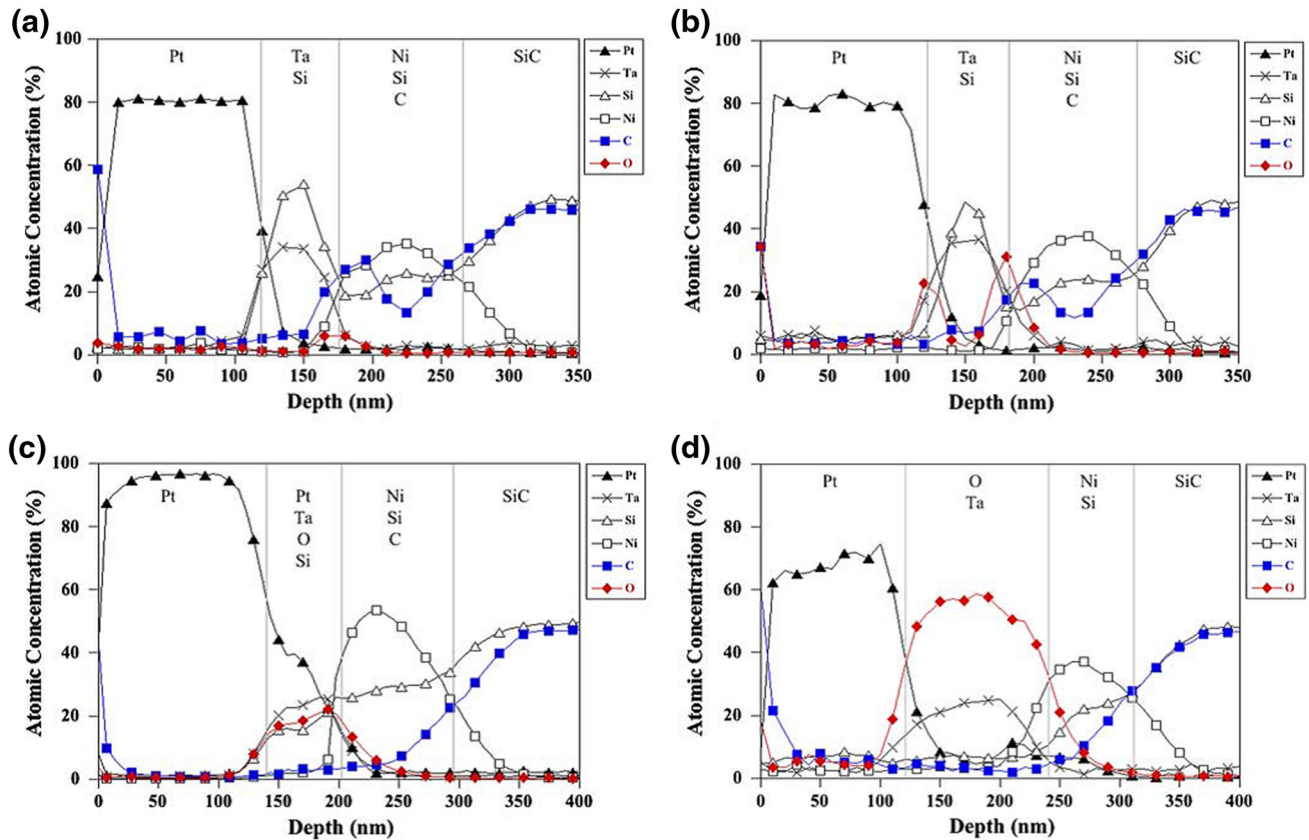 (a)
Atomic Concentration (%)
100
80
60
40
20
0
Pt
Ta
Si
Ni
Si
C
SiC
Pt
Ta
Si
Ni
C
O
0 50 100 150 200 250 300 350
Depth (nm)
(b)
Atomic Concentration (%)
100
80
60
40
20
0
Pt
Ta
Si
Ni
Si
C
SiC
Pt
Ta
Si
Ni
C
O
0 50 100 150 200 250 300 350
Depth (nm)
(c)
Atomic Concentration (%)
100
80
60
40
20
0
Pt
Pt
Ta
O
Si
Ni
Si
C
SiC
Pt
Ta
Si
Ni
C
O
0 50 100 150 200 250 300 350 400
Depth (nm)
(d)
Atomic Concentration (%)
100
80
60
40
20
0
Pt
O
Ta
Ni
Si
SiC
Pt
Ta
Si
Ni
C
O
0 50 100 150 200 250 300 350 400
Depth (nm)